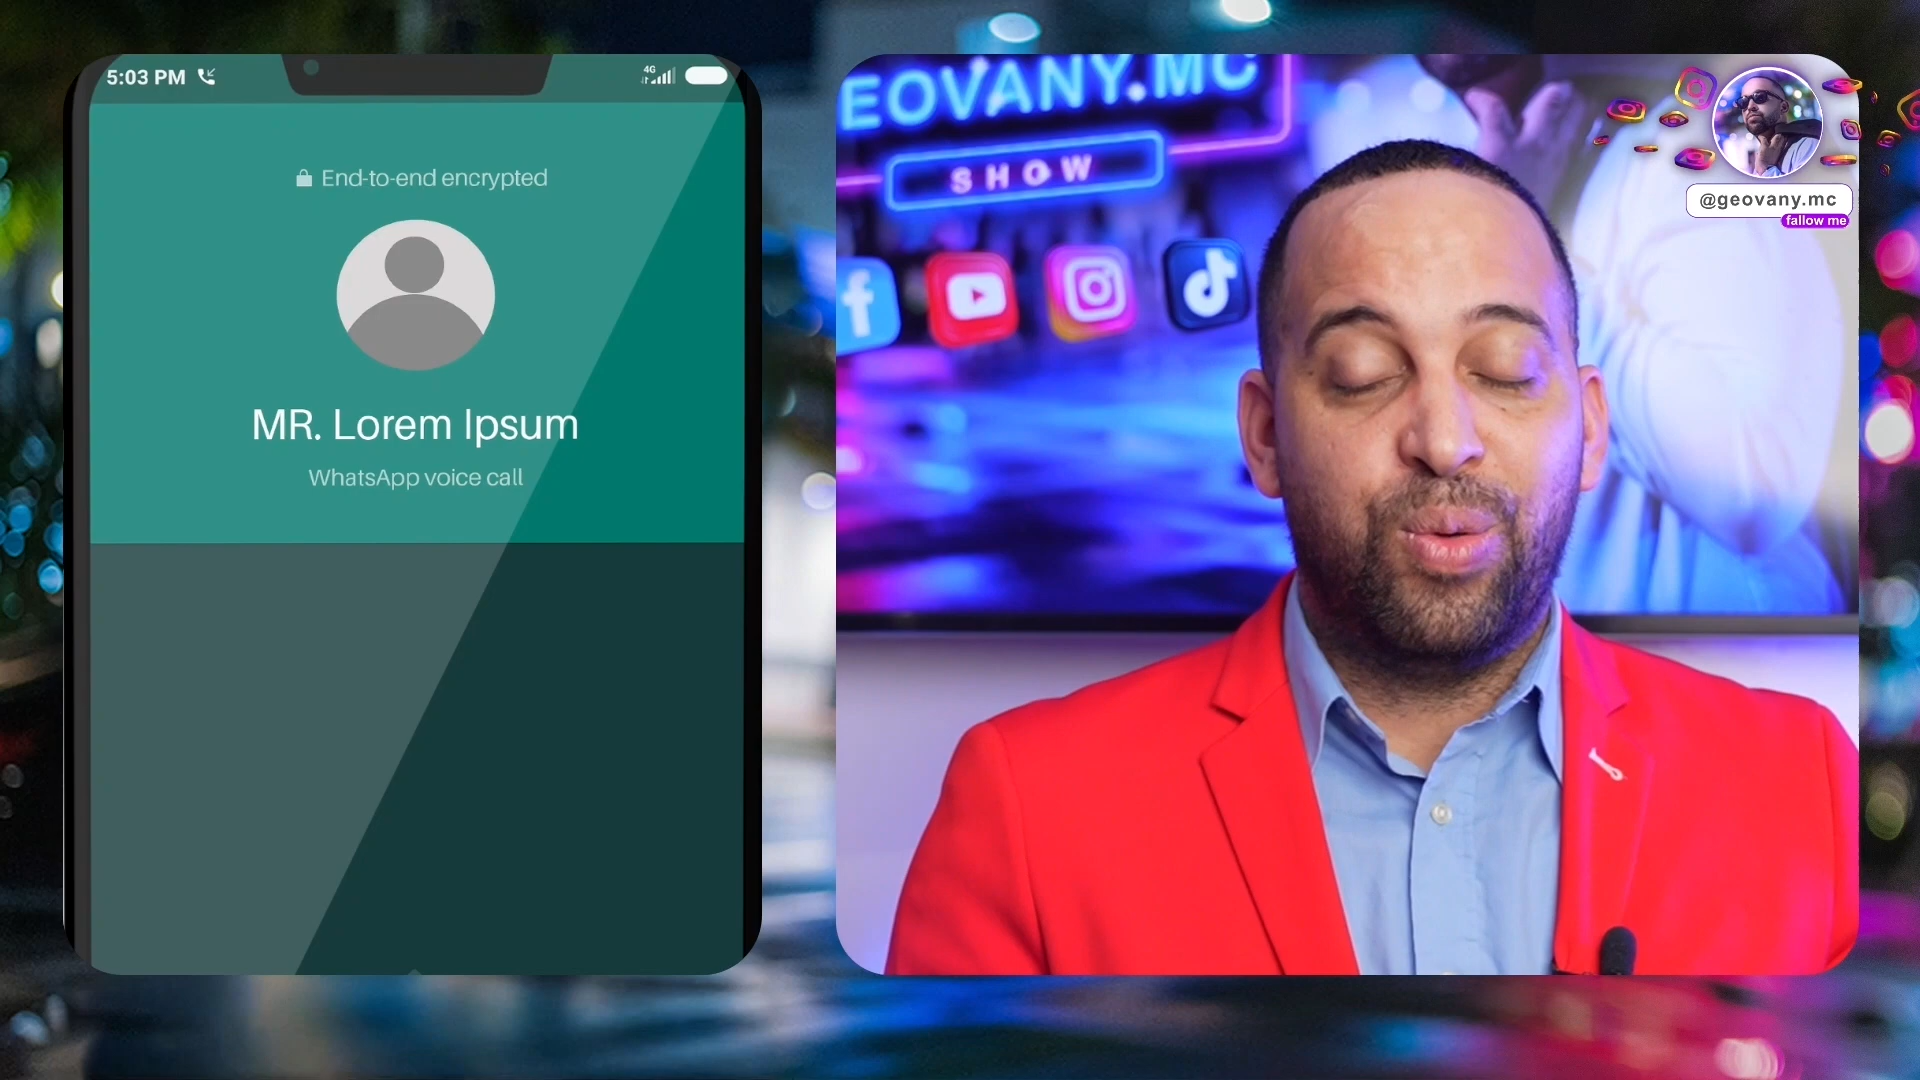 5:03 PM
4G
End-to-end encrypted
MR. Lorem Ipsum
WhatsApp voice call
EOVANY.MC
SHOW
@geovany.mc
fallow me